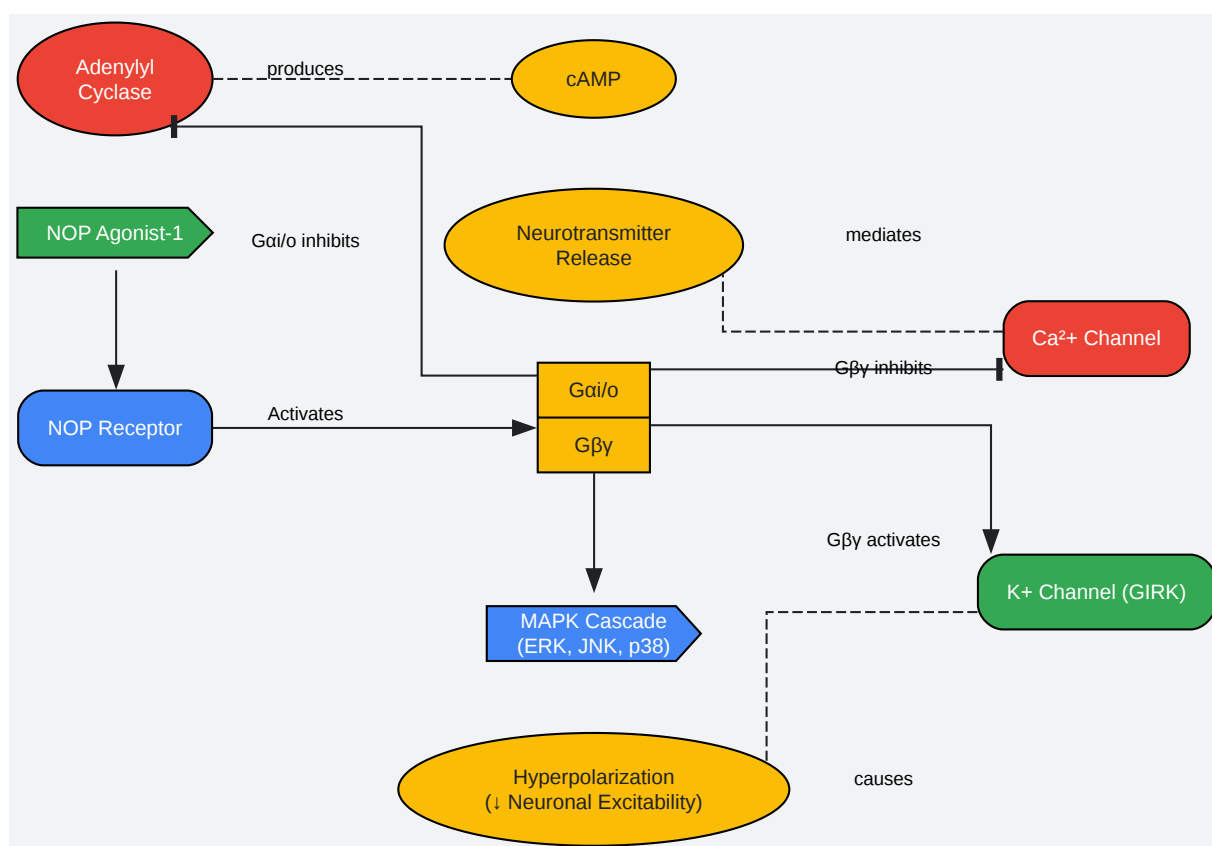 Adenylyl
Cyclase
produces
cAMP
NOP Agonist-1
Gαi/o inhibits
Neurotransmitter
Release
mediates
Ca²+ Channel
Gβγ inhibits
Gαi/o
NOP Receptor
Activates
Gβγ
Gβγ activates
K+ Channel (GIRK)
MAPK Cascade
(ERK, JNK, p38)
Hyperpolarization
(↓ Neuronal Excitability)
causes